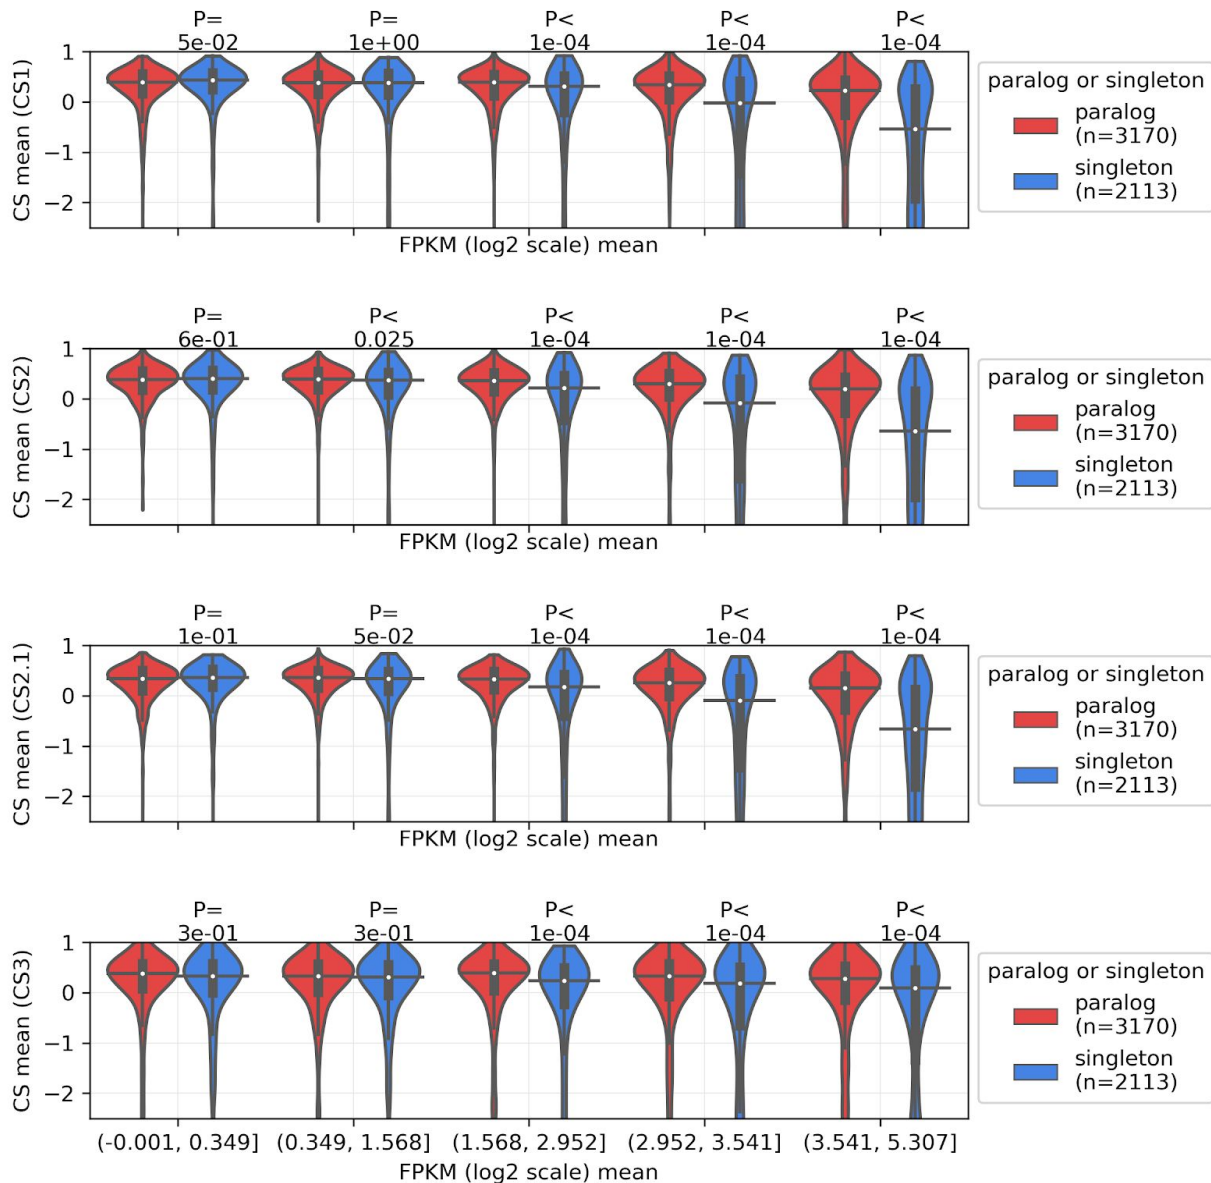 P= P= P< P< P<
5e-02 1e+00 1e-04 1e-04 1e-04
CS mean (CS1)
1
0
−1
−2
FPKM (log2 scale) mean
paralog or singleton
paralog
(n=3170)
singleton
(n=2113)
P= P< P< P< P<
6e-01 0.025 1e-04 1e-04 1e-04
CS mean (CS2)
1
0
−1
−2
FPKM (log2 scale) mean
paralog or singleton
paralog
(n=3170)
singleton
(n=2113)
P= P= P< P< P<
1e-01 5e-02 1e-04 1e-04 1e-04
CS mean (CS2.1)
1
0
−1
−2
FPKM (log2 scale) mean
paralog or singleton
paralog
(n=3170)
singleton
(n=2113)
P= P= P< P< P<
3e-01 3e-01 1e-04 1e-04 1e-04
CS mean (CS3)
1
0
−1
−2
(-0.001, 0.349] (0.349, 1.568] (1.568, 2.952] (2.952, 3.541] (3.541, 5.307]
FPKM (log2 scale) mean
paralog or singleton
paralog
(n=3170)
singleton
(n=2113)